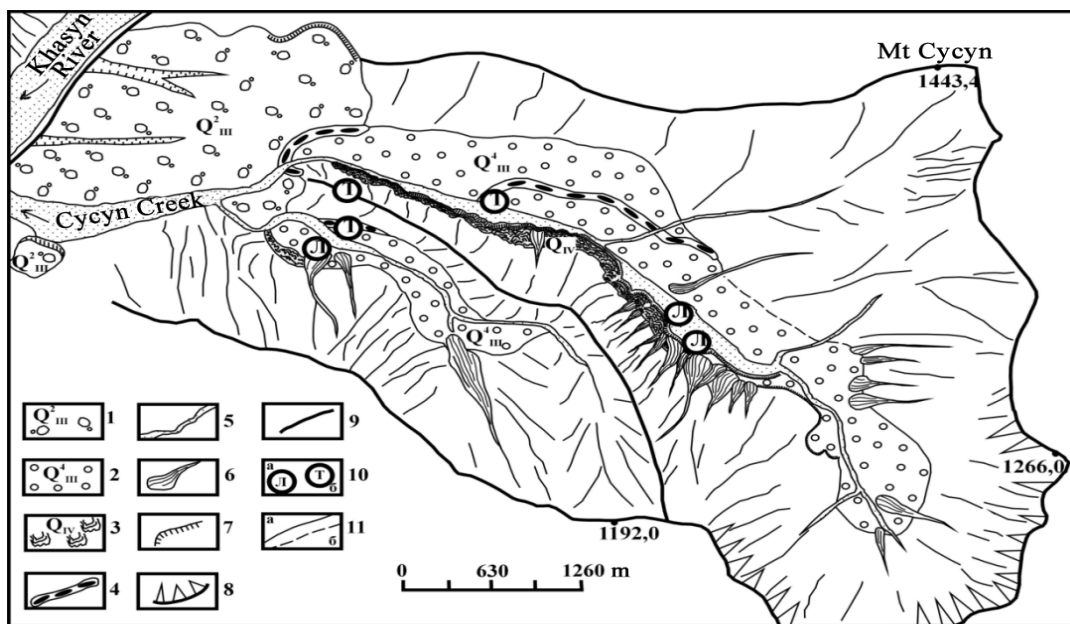 Khasyn
River
Mt Cycyn
1443,4
Q²III
Q⁴III
Т
Т
Cycyn Creek
Т
Л
QIV
Q²III
Л
Л
Q⁴III
Q²III 1
5
9
Q⁴III 2
6
а Л Т б 10
1266,0
QIV 3
7
а б 11
1192,0
4
8
0 630 1260 m